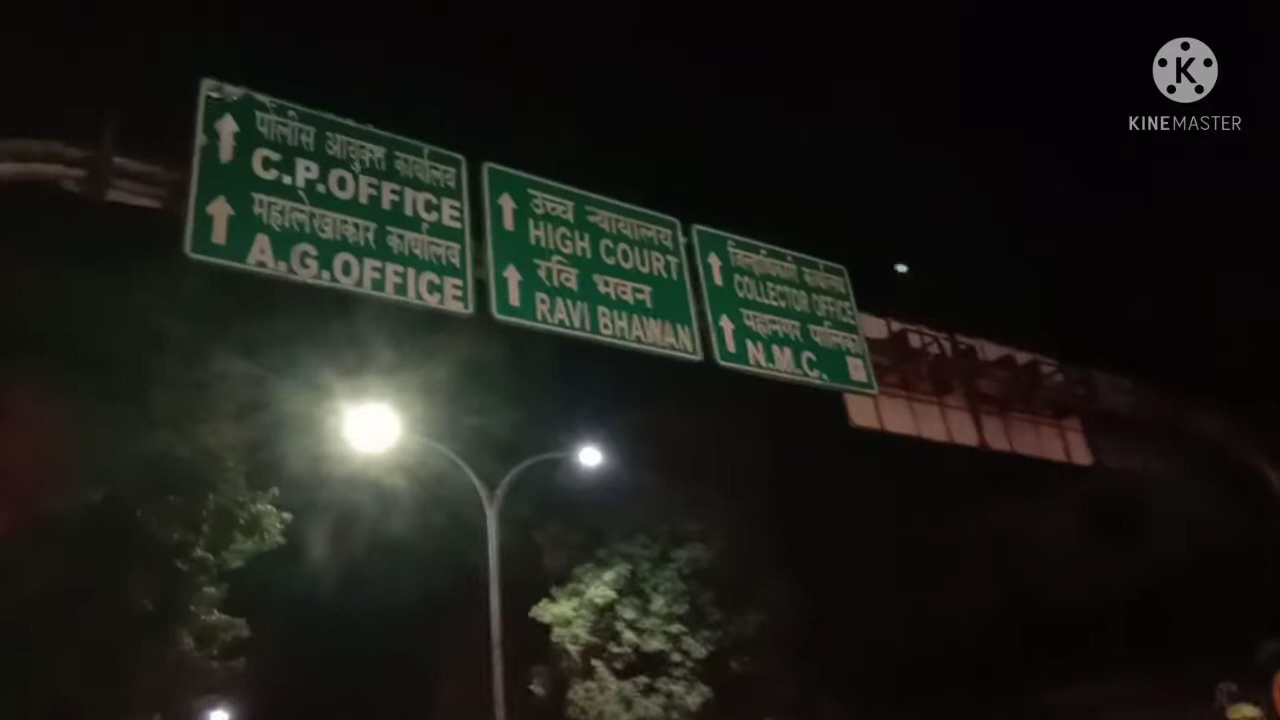 पोलीस आयुक्त कार्यालय
C.P.OFFICE
महालेखाकार कार्यालय
A.G.OFFICE
उच्च न्यायालय
HIGH COURT
रवि भवन
RAVI BHAWAN
जिल्हाधिकारी कार्यालय
COLLECTOR OFFICE
महानगर पालिका
N.M.C.
K
KINEMASTER